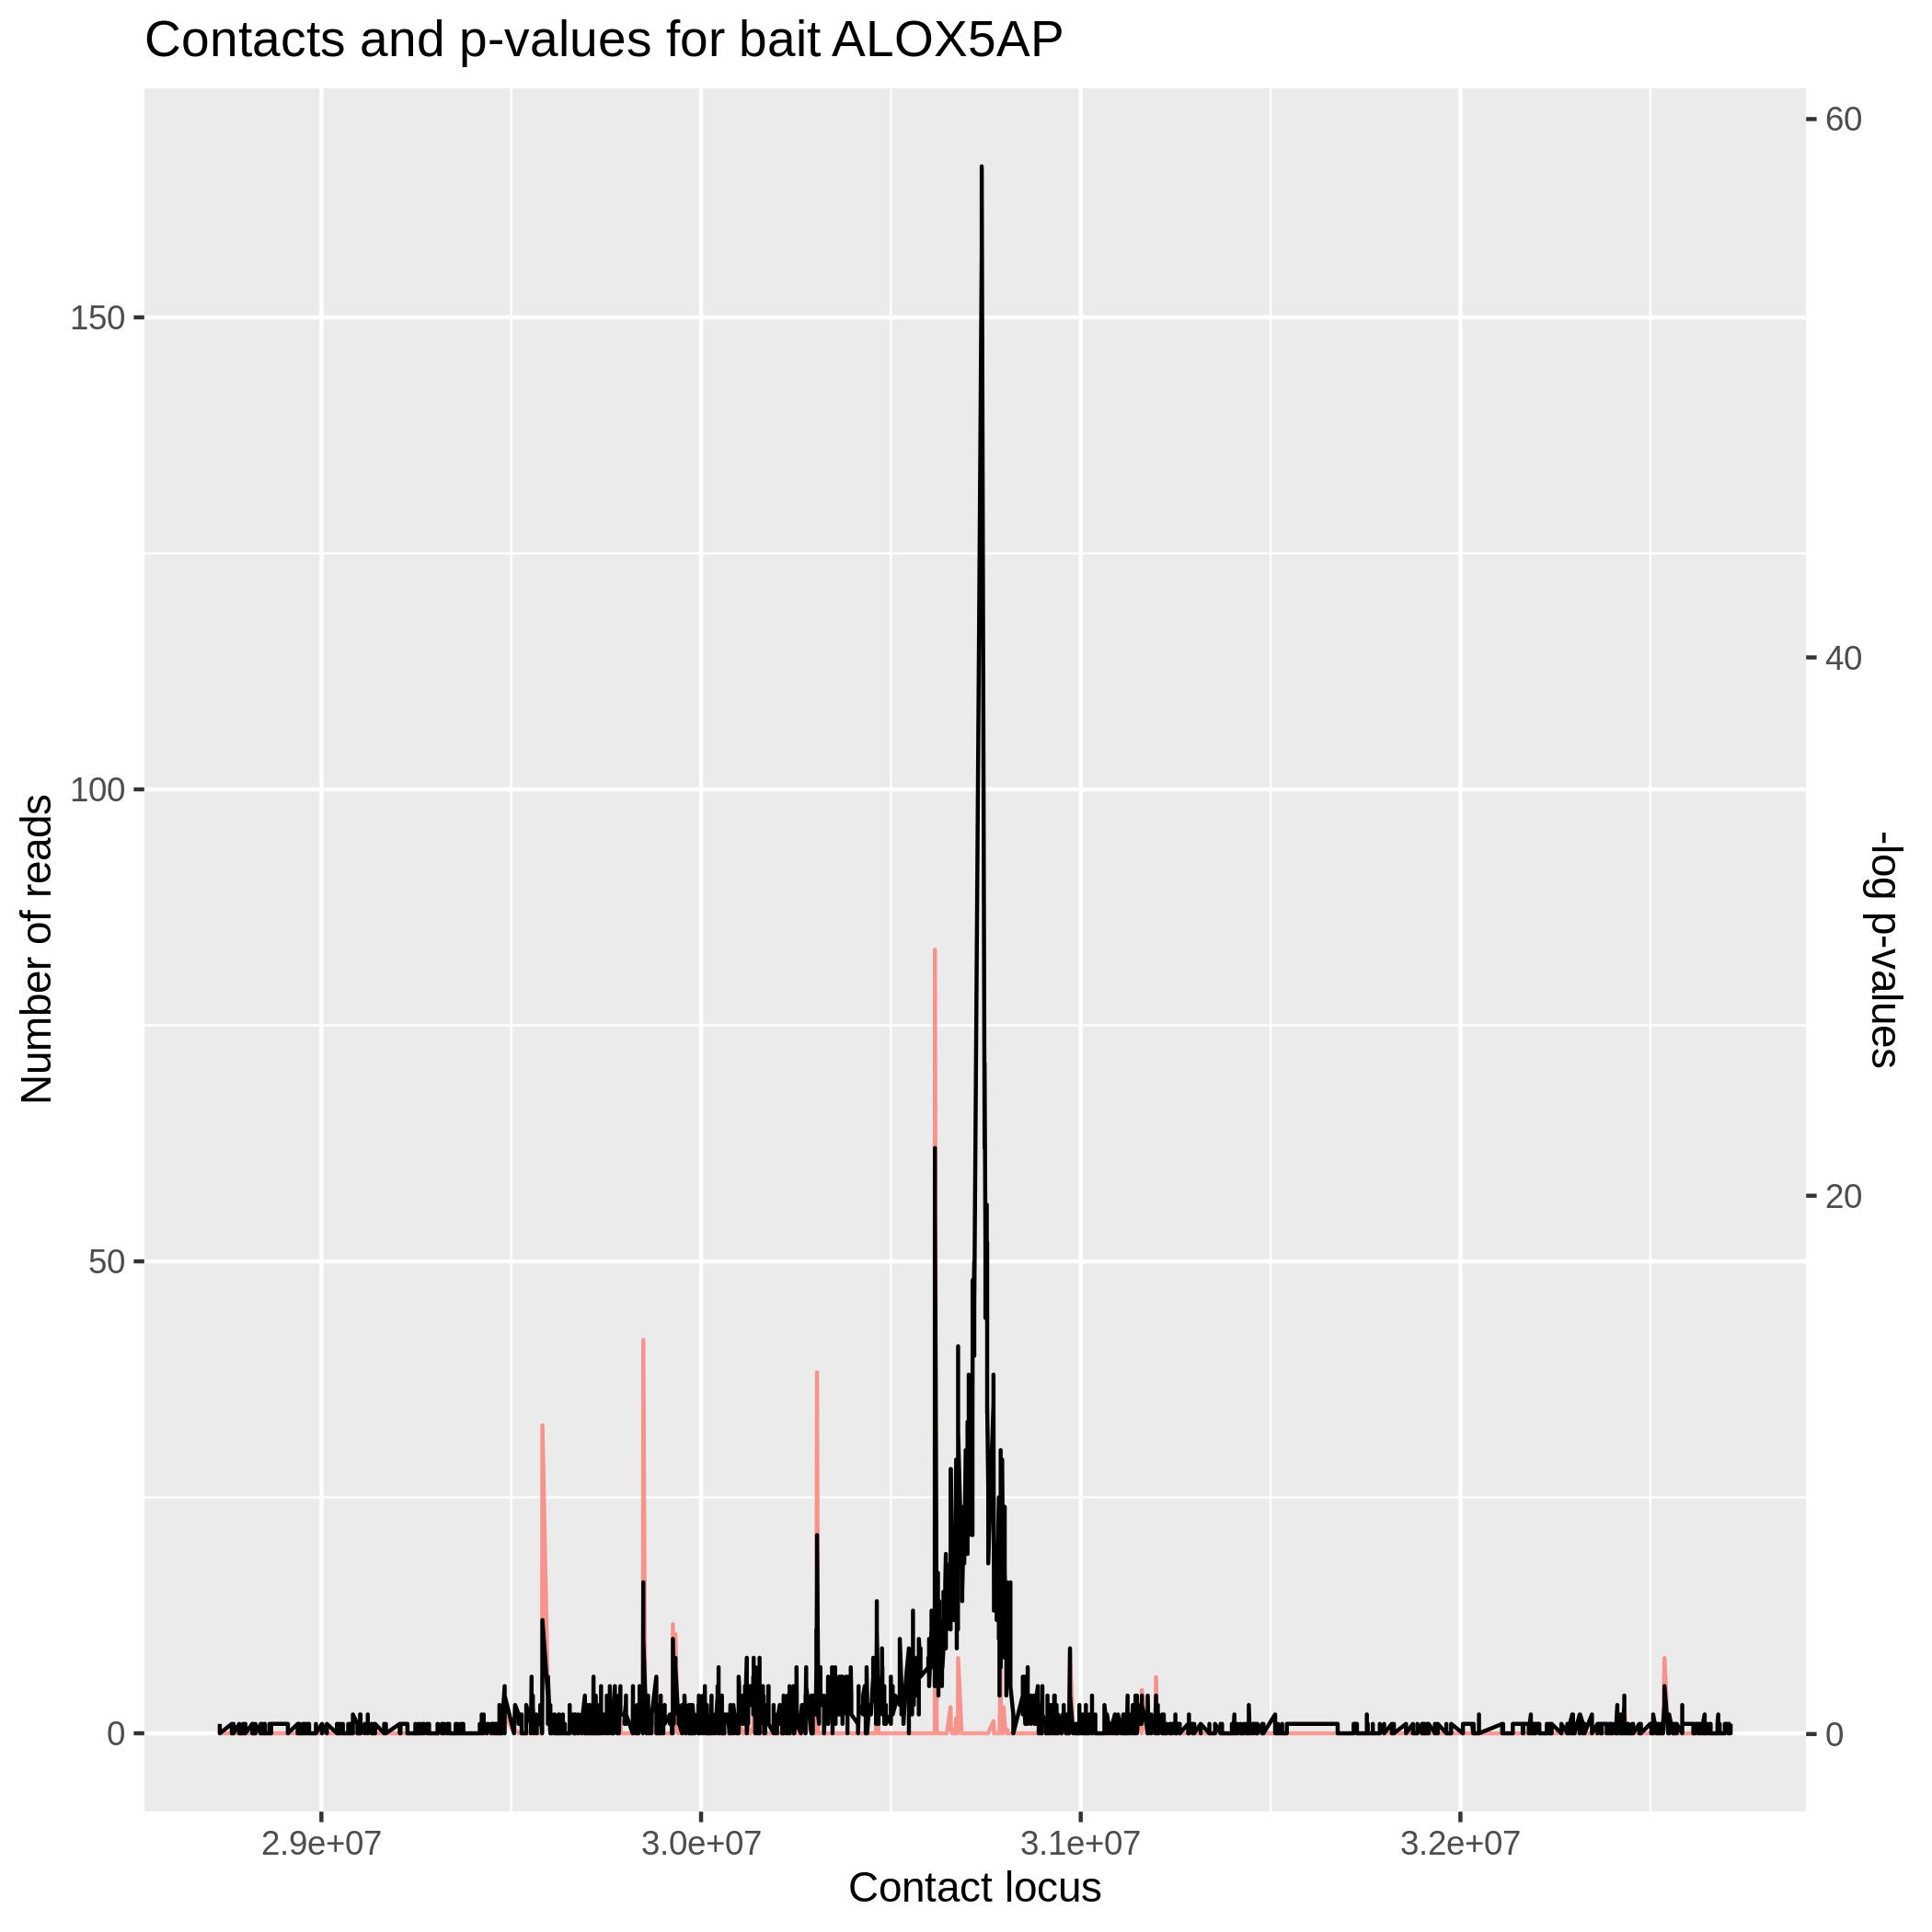 Contacts and p-values for bait ALOX5AP
60
150
40
100
Number of reads
-log p-values
20
50
0
0
2.9e+07 3.0e+07 3.1e+07 3.2e+07
Contact locus